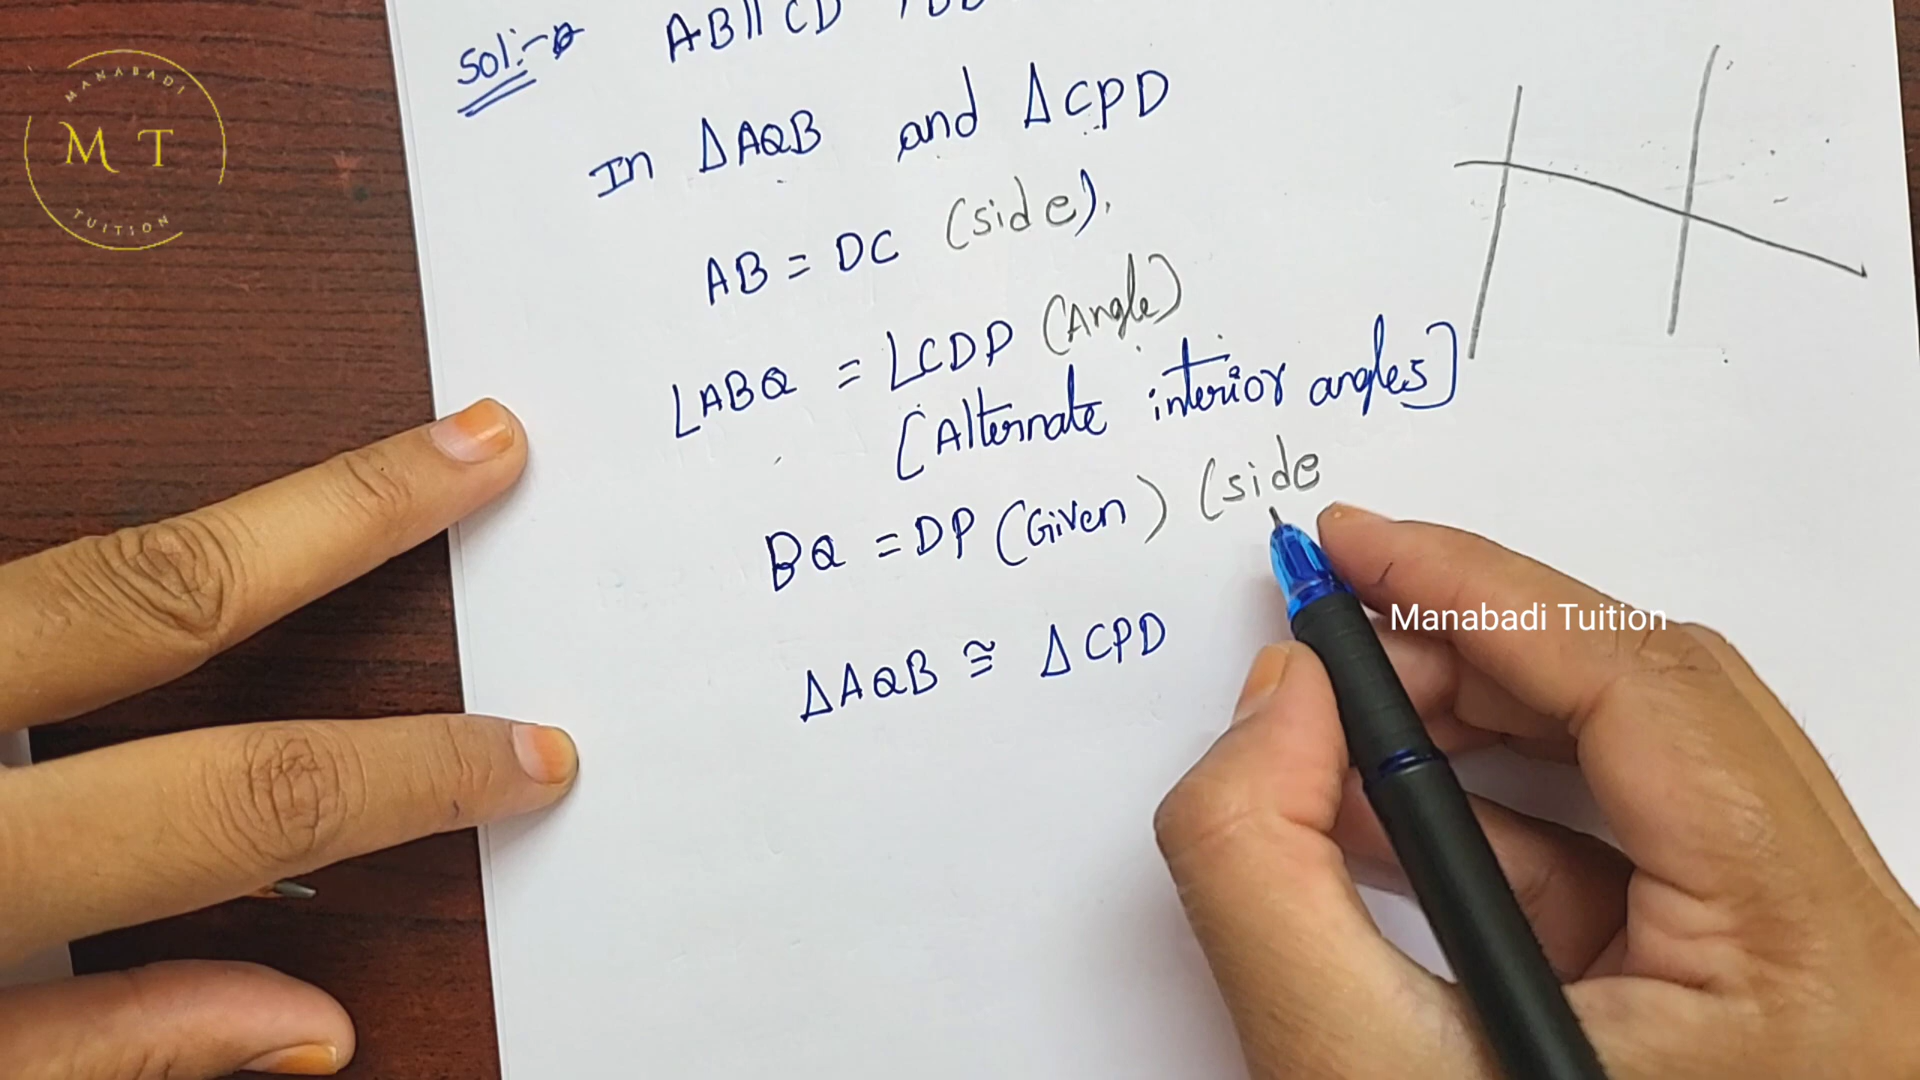 MANABADI
M T
TUITION
Sol:- AB || CD
In ΔAQB and ΔCPD
AB = DC (side).
∠ABQ = ∠CDP (Angle)
[Alternate interior angles]
BQ = DP (Given) (side
ΔAQB ≅ ΔCPD
Manabadi Tuition